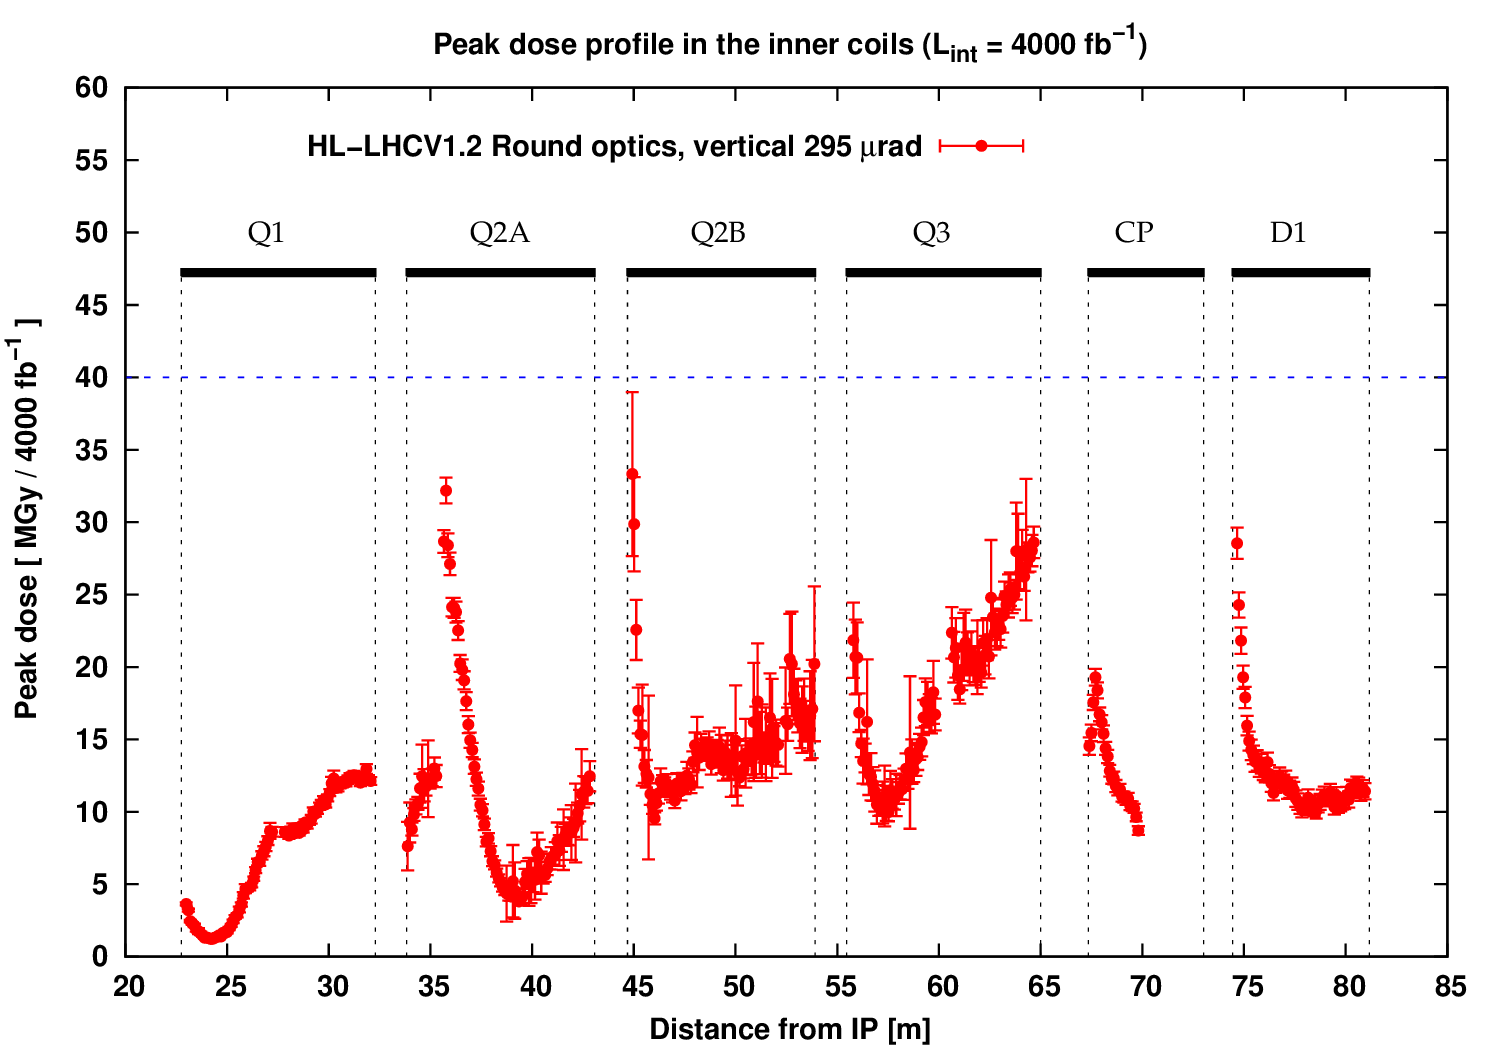 Peak dose profile in the inner coils (Lint = 4000 fb−1)
60
55
50
45
40
35
30
25
20
15
10
5
0
Peak dose [ MGy / 4000 fb−1 ]
HL−LHCV1.2 Round optics, vertical 295 μrad
Q1 Q2A Q2B Q3 CP D1
20 25 30 35 40 45 50 55 60 65 70 75 80 85
Distance from IP [m]